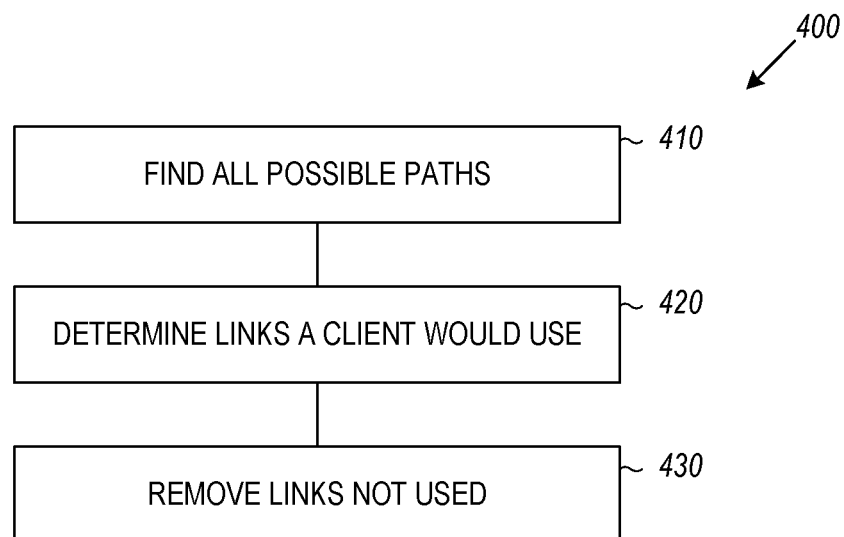 400
FIND ALL POSSIBLE PATHS
410
DETERMINE LINKS A CLIENT WOULD USE
420
REMOVE LINKS NOT USED
430